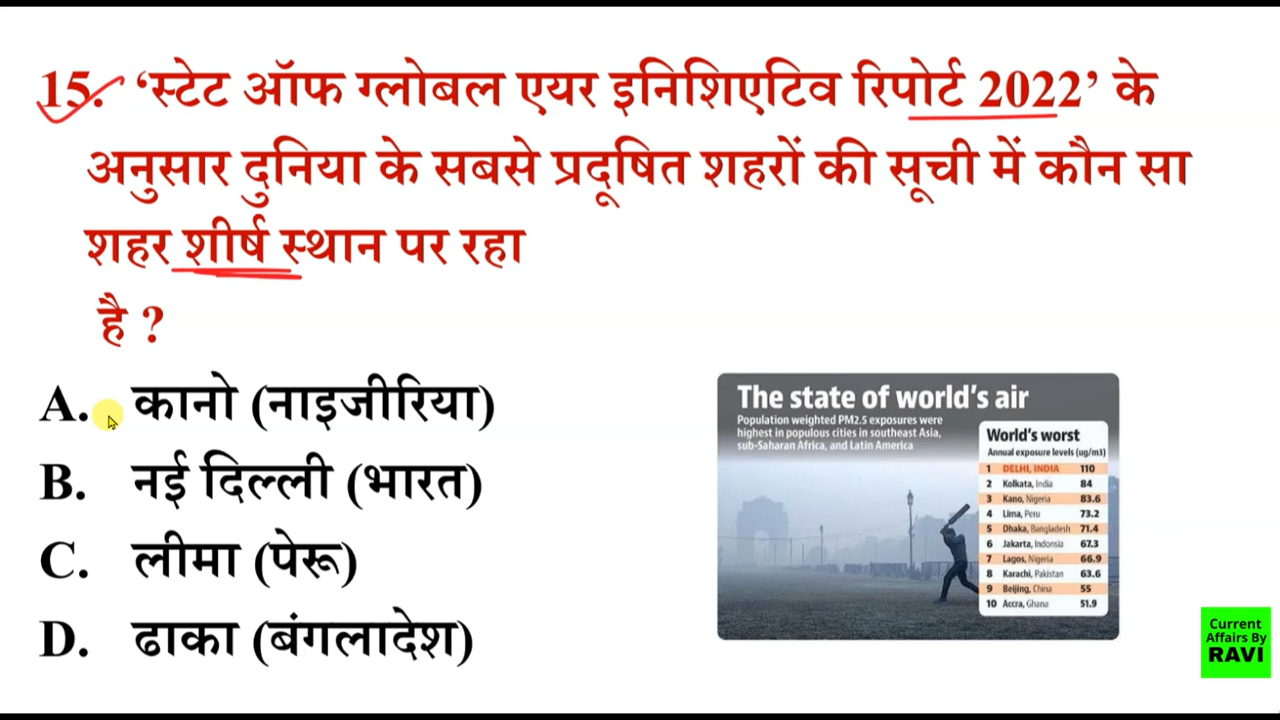 15. ‘स्टेट ऑफ ग्लोबल एयर इनिशिएटिव रिपोर्ट 2022’ के
अनुसार दुनिया के सबसे प्रदूषित शहरों की सूची में कौन सा
शहर शीर्ष स्थान पर रहा
है ?
A. कानो (नाइजीरिया)
B. नई दिल्ली (भारत)
C. लीमा (पेरू)
D. ढाका (बंगलादेश)
The state of world's air
Population weighted PM2.5 exposures were
highest in populous cities in southeast Asia,
sub-Saharan Africa, and Latin America
World's worst
Annual exposure levels (ug/m3)
1 DELHI, INDIA 110
2 Kolkata, India 84
3 Kano, Nigeria 83.6
4 Lima, Peru 73.2
5 Dhaka, Bangladesh 71.4
6 Jakarta, Indonsia 67.3
7 Lagos, Nigeria 66.9
8 Karachi, Pakistan 63.6
9 Beijing, China 55
10 Accra, Ghana 51.9
Current
Affairs By
RAVI